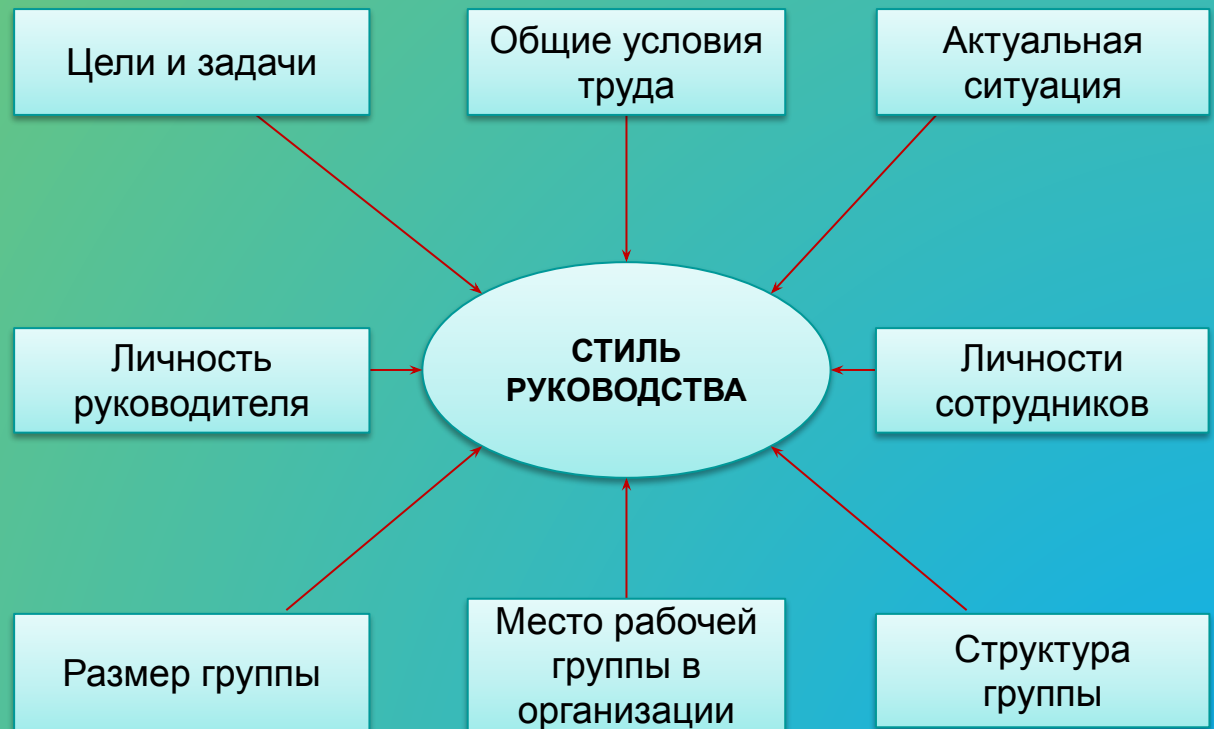 Цели и задачи
Общие условия
труда
Актуальная
ситуация
Личность
руководителя
СТИЛЬ
РУКОВОДСТВА
Личности
сотрудников
Размер группы
Место рабочей
группы в
организации
Структура
группы